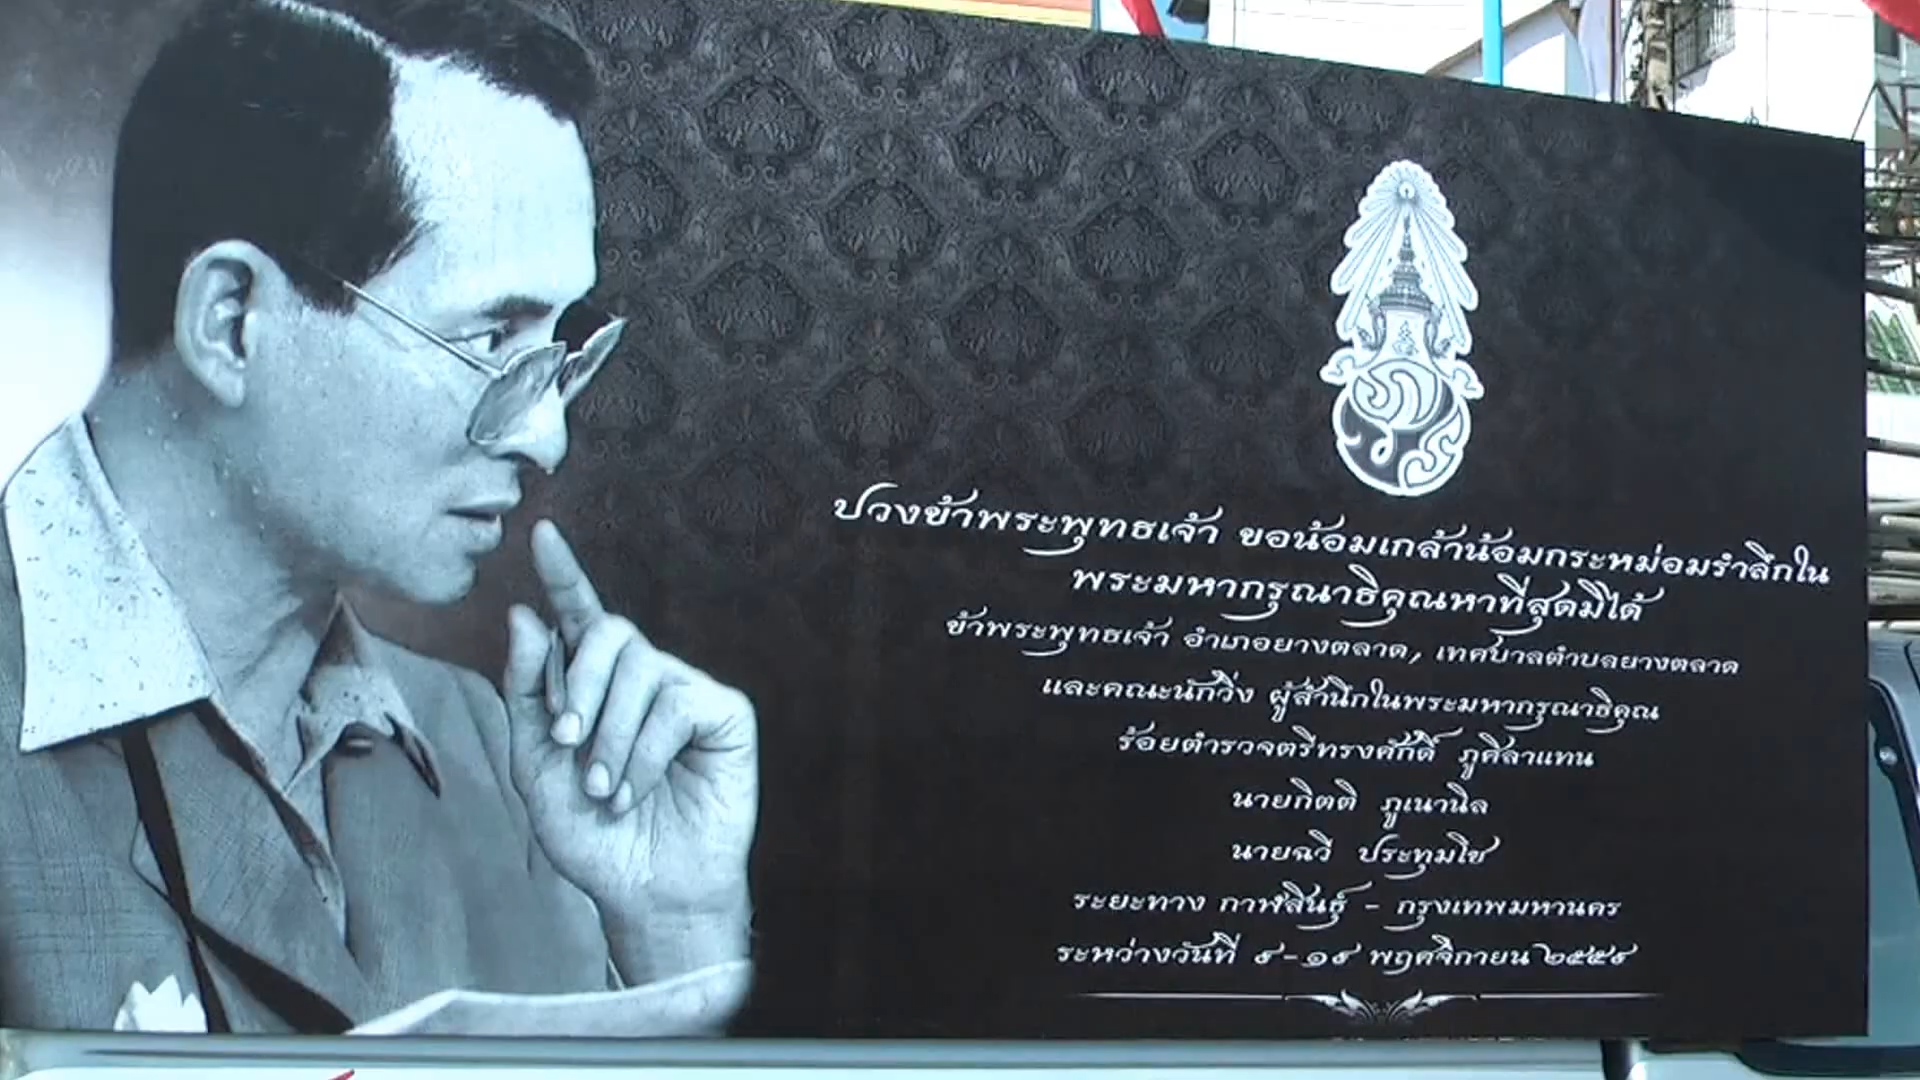 ปวงข้าพระพุทธเจ้า ขอน้อมเกล้าน้อมกระหม่อมรำลึกใน
พระมหากรุณาธิคุณหาที่สุดมิได้
ข้าพระพุทธเจ้า อำเภอยางตลาด, เทศบาลตำบลยางตลาด
และคณะนักวิ่ง ผู้สำนึกในพระมหากรุณาธิคุณ
ร้อยตำรวจตรีทรงศักดิ์ ภูศิลาแทน
นายกิตติ ภูเนานิล
นายฉวี ประทุมโช
ระยะทาง กาฬสินธุ์ - กรุงเทพมหานคร
ระหว่างวันที่ ๙-๑๙ พฤศจิกายน ๒๕๕๙